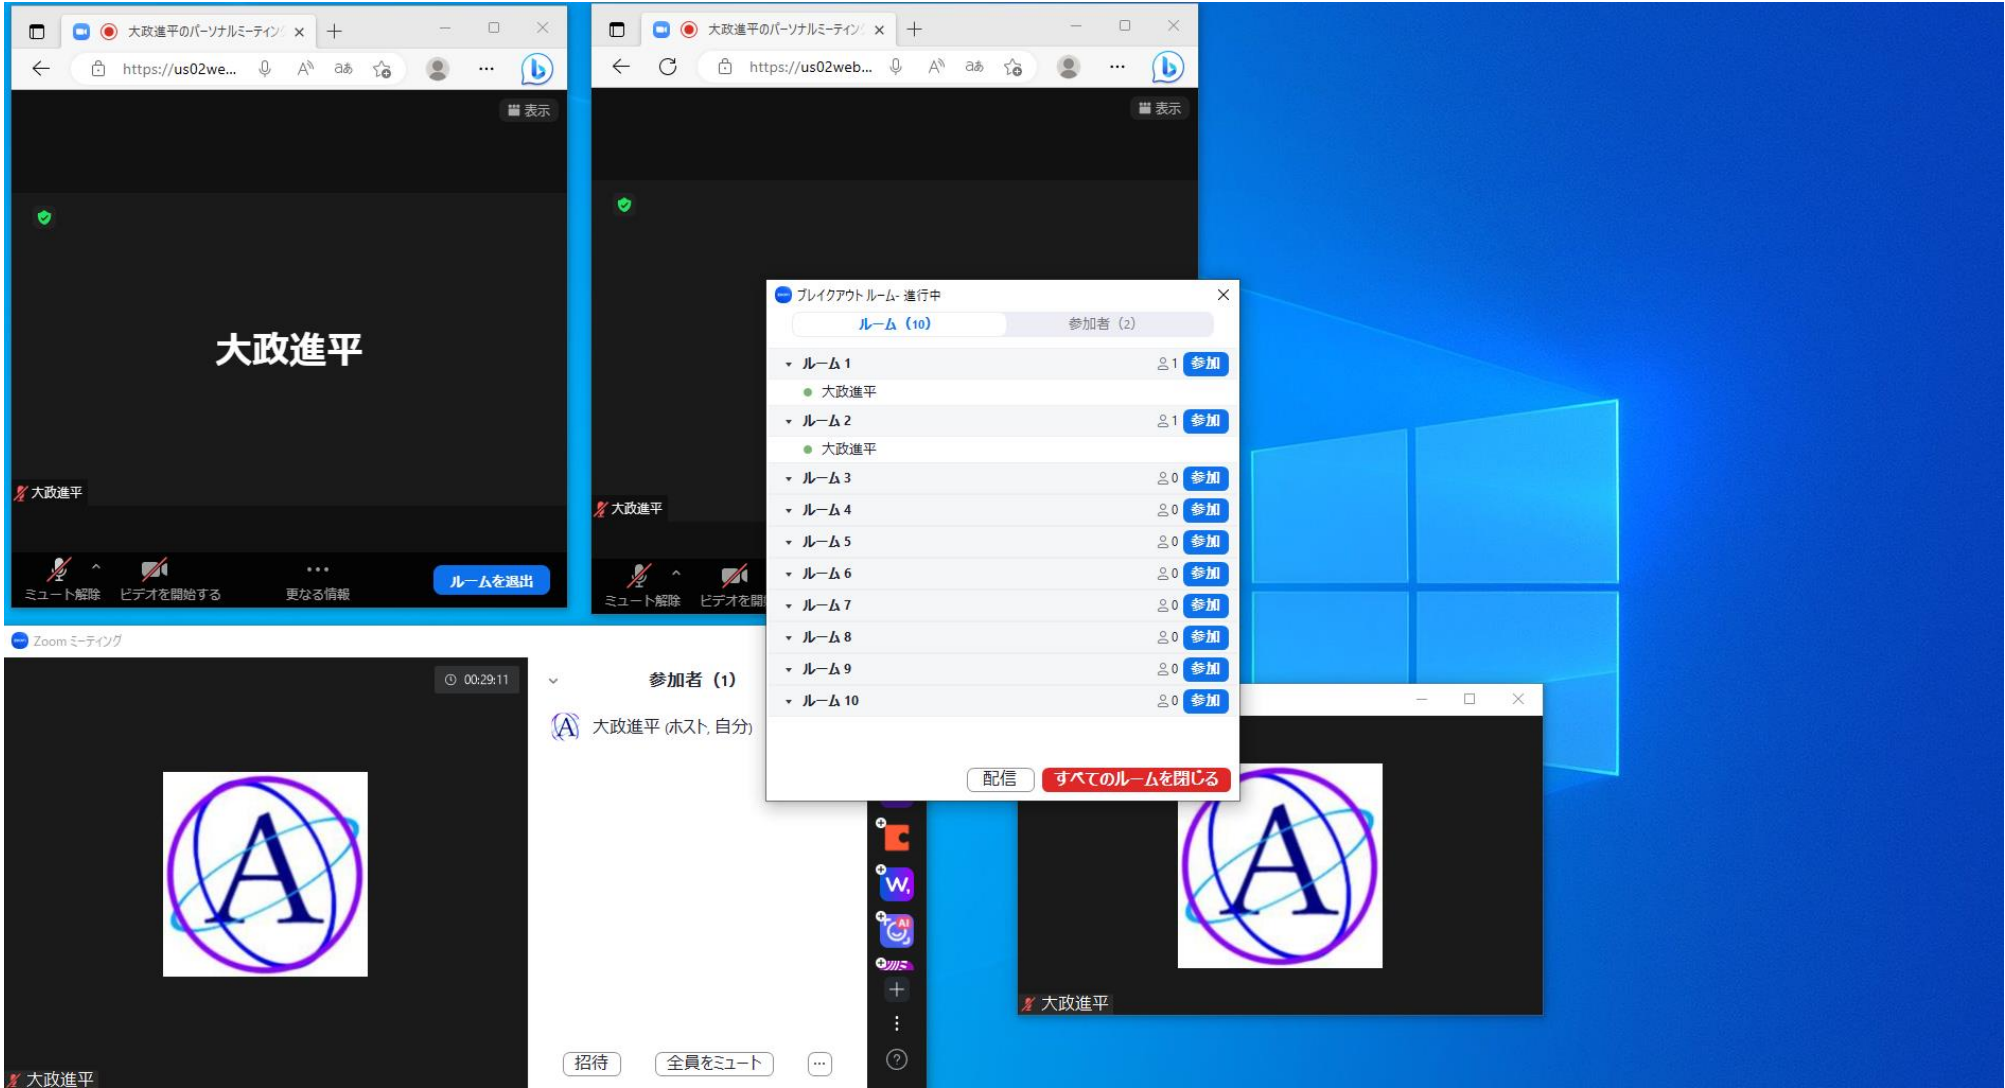 大政進平のパーソナルミーティン
https://us02we...
aあ
表示
大政進平
大政進平
ミュート解除
ビデオを開始する
更なる情報
ルームを退出
大政進平のパーソナルミーティン
https://us02web...
aあ
表示
大政進平
ミュート解除
ビデオを開
ブレイクアウト ルーム- 進行中
ルーム (10)
参加者 (2)
ルーム 1
1
参加
大政進平
ルーム 2
1
参加
大政進平
ルーム 3
0
参加
ルーム 4
0
参加
ルーム 5
0
参加
ルーム 6
0
参加
ルーム 7
0
参加
ルーム 8
0
参加
ルーム 9
0
参加
ルーム 10
0
参加
配信
すべてのルームを閉じる
Zoom ミーティング
00:29:11
A
大政進平
参加者 (1)
A
大政進平 (ホスト, 自分)
招待
全員をミュート
W
AI
A
大政進平